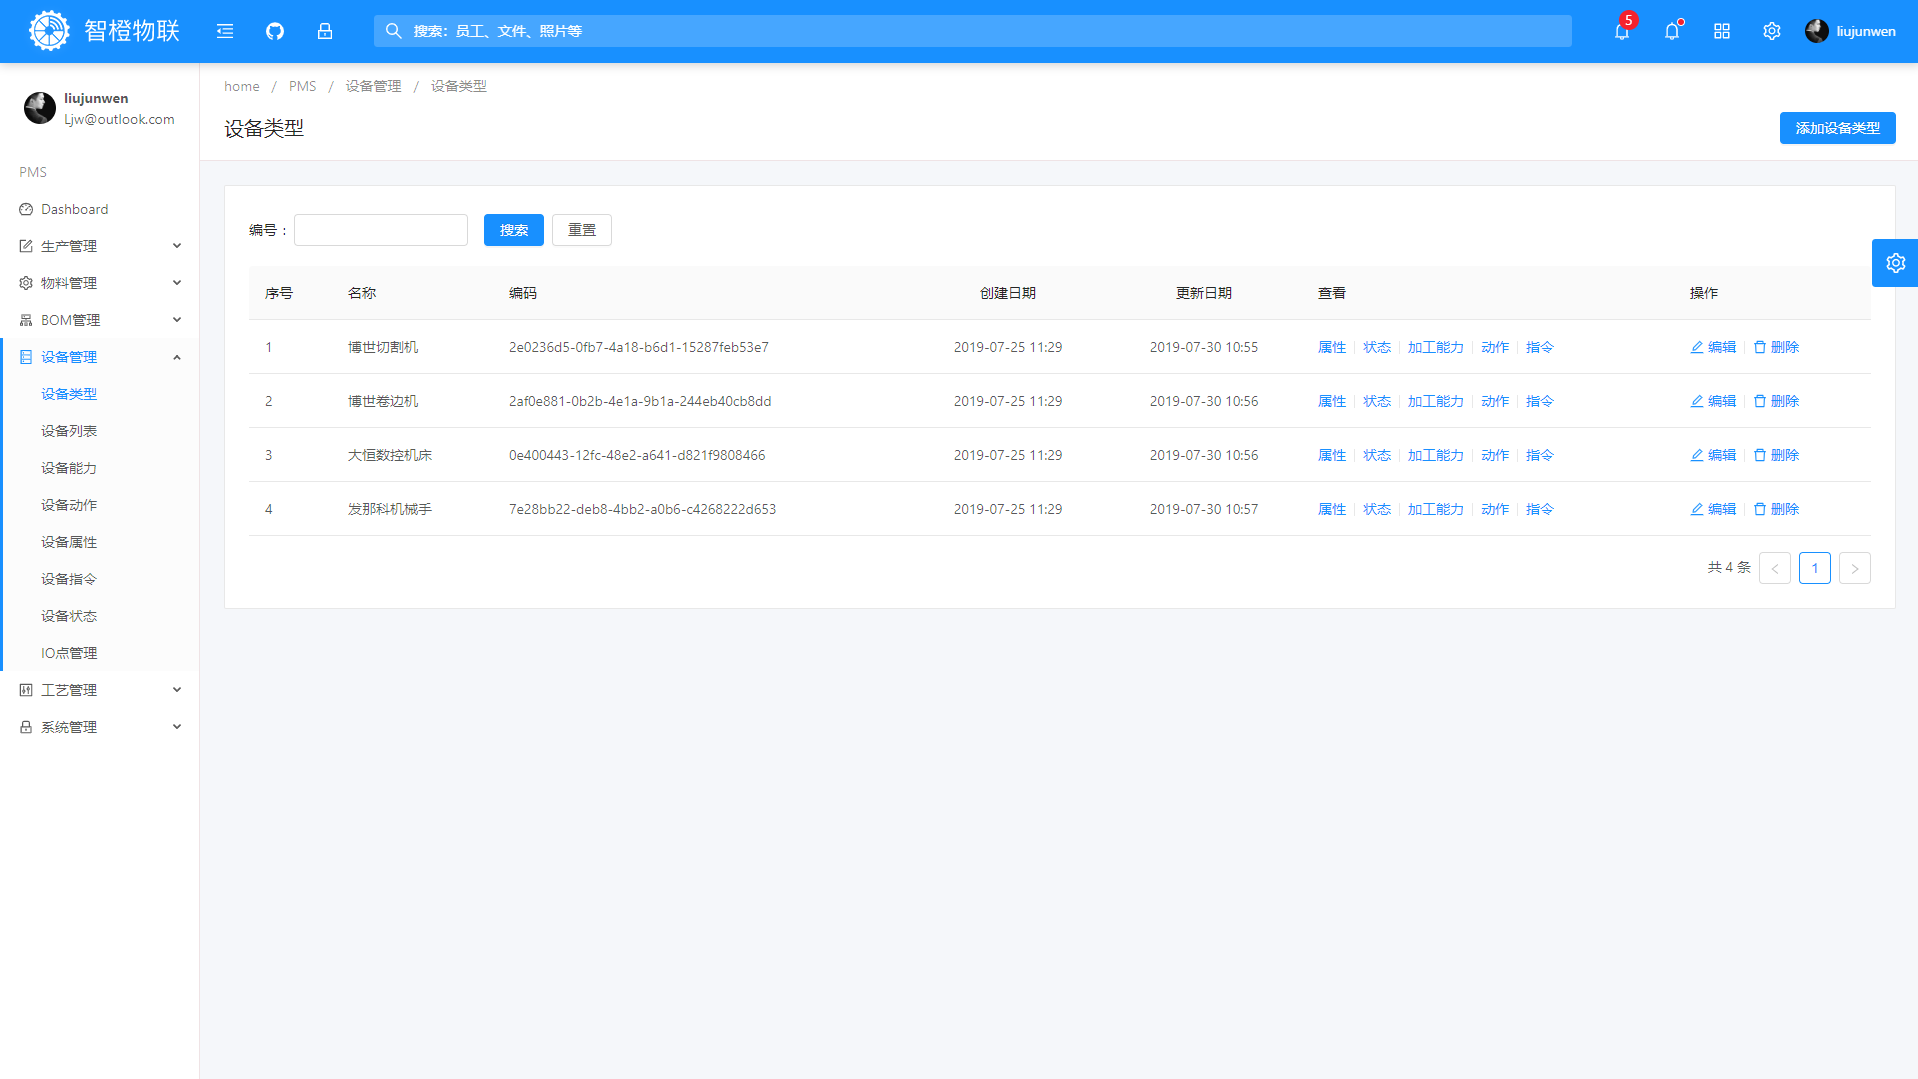 智橙物联
搜索：员工、文件、照片等
5
liujunwen
liujunwen
Ljw@outlook.com
PMS
Dashboard
生产管理
物料管理
BOM管理
设备管理
设备类型
设备列表
设备能力
设备动作
设备属性
设备指令
设备状态
IO点管理
工艺管理
系统管理
home / PMS / 设备管理 / 设备类型
设备类型
添加设备类型
编号： 搜索 重置
序号 名称 编码 创建日期 更新日期 查看 操作
1 博世切割机 2e0236d5-0fb7-4a18-b6d1-15287feb53e7 2019-07-25 11:29 2019-07-30 10:55 属性 状态 加工能力 动作 指令 编辑 删除
2 博世卷边机 2af0e881-0b2b-4e1a-9b1a-244eb40cb8dd 2019-07-25 11:29 2019-07-30 10:56 属性 状态 加工能力 动作 指令 编辑 删除
3 大恒数控机床 0e400443-12fc-48e2-a641-d821f9808466 2019-07-25 11:29 2019-07-30 10:56 属性 状态 加工能力 动作 指令 编辑 删除
4 发那科机械手 7e28bb22-deb8-4bb2-a0b6-c4268222d653 2019-07-25 11:29 2019-07-30 10:57 属性 状态 加工能力 动作 指令 编辑 删除
共 4 条 < 1 >